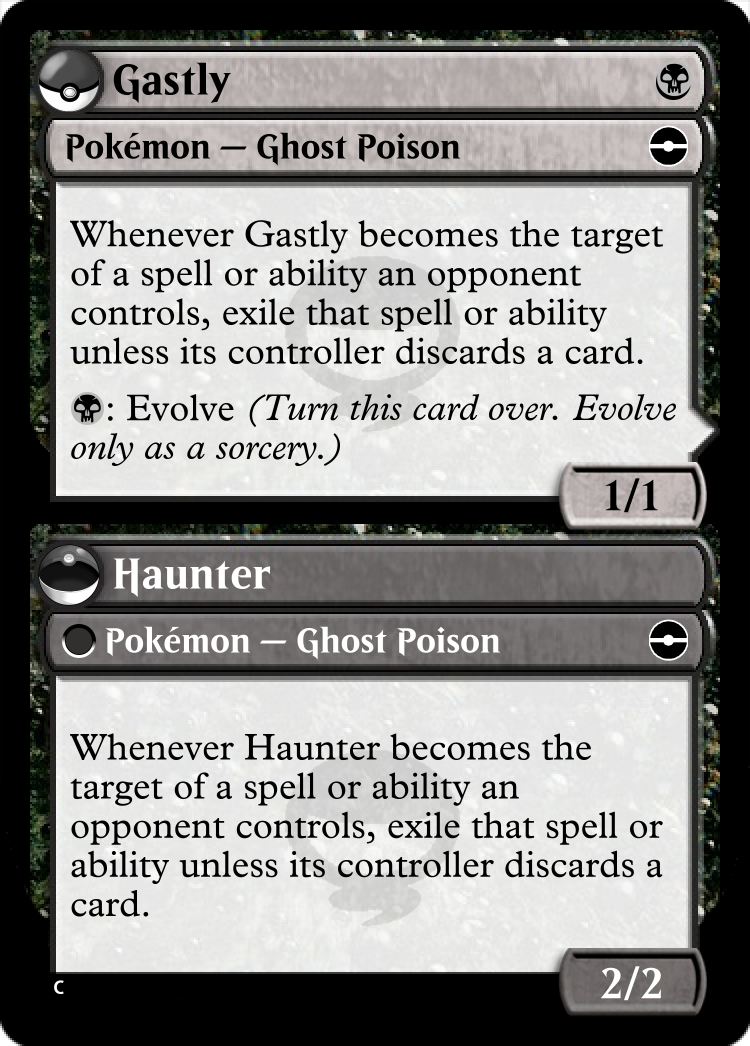 Gastly
Pokémon — Ghost Poison
Whenever Gastly becomes the target
of a spell or ability an opponent
controls, exile that spell or ability
unless its controller discards a card.
: Evolve (Turn this card over. Evolve
only as a sorcery.)
1/1
Haunter
Pokémon — Ghost Poison
Whenever Haunter becomes the
target of a spell or ability an
opponent controls, exile that spell or
ability unless its controller discards a
card.
2/2
C